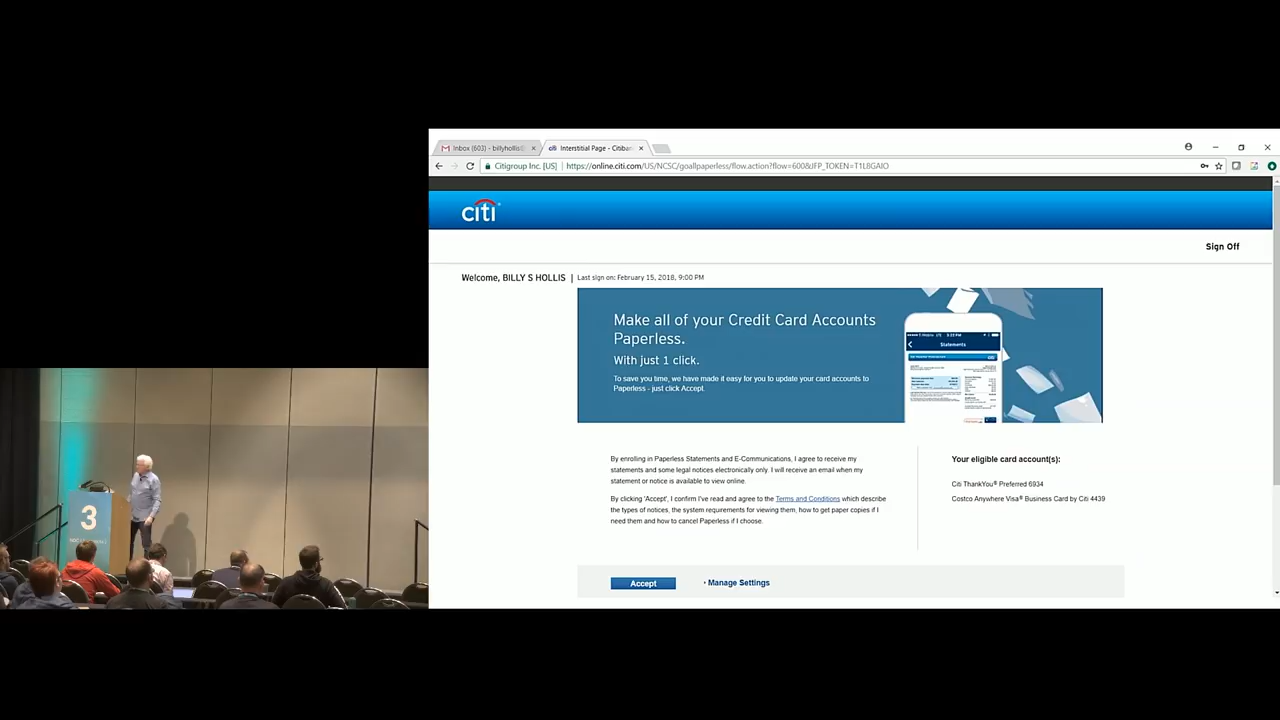 Inbox (603) - billyhollis@
Interstitial Page - Citiban
Citigroup Inc. [US]
https://online.citi.com/US/NCSC/goallpaperless/flow.action?flow=600&JFP_TOKEN=T1L8GAIO
citi
Sign Off
Welcome, BILLY S HOLLIS | Last sign on: February 15, 2018, 9:00 PM
Make all of your Credit Card Accounts
Paperless.
With just 1 click.
To save you time, we have made it easy for you to update your card accounts to
Paperless - just click Accept.
Statements
citi
By enrolling in Paperless Statements and E-Communications, I agree to receive my
statements and some legal notices electronically only. I will receive an email when my
statement or notice is available to view online.
By clicking 'Accept', I confirm I've read and agree to the Terms and Conditions which describe
the types of notices, the system requirements for viewing them, how to get paper copies if I
need them and how to cancel Paperless if I choose.
Your eligible card account(s):
Citi ThankYou® Preferred 6934
Costco Anywhere Visa® Business Card by Citi 4439
Accept
Manage Settings
3